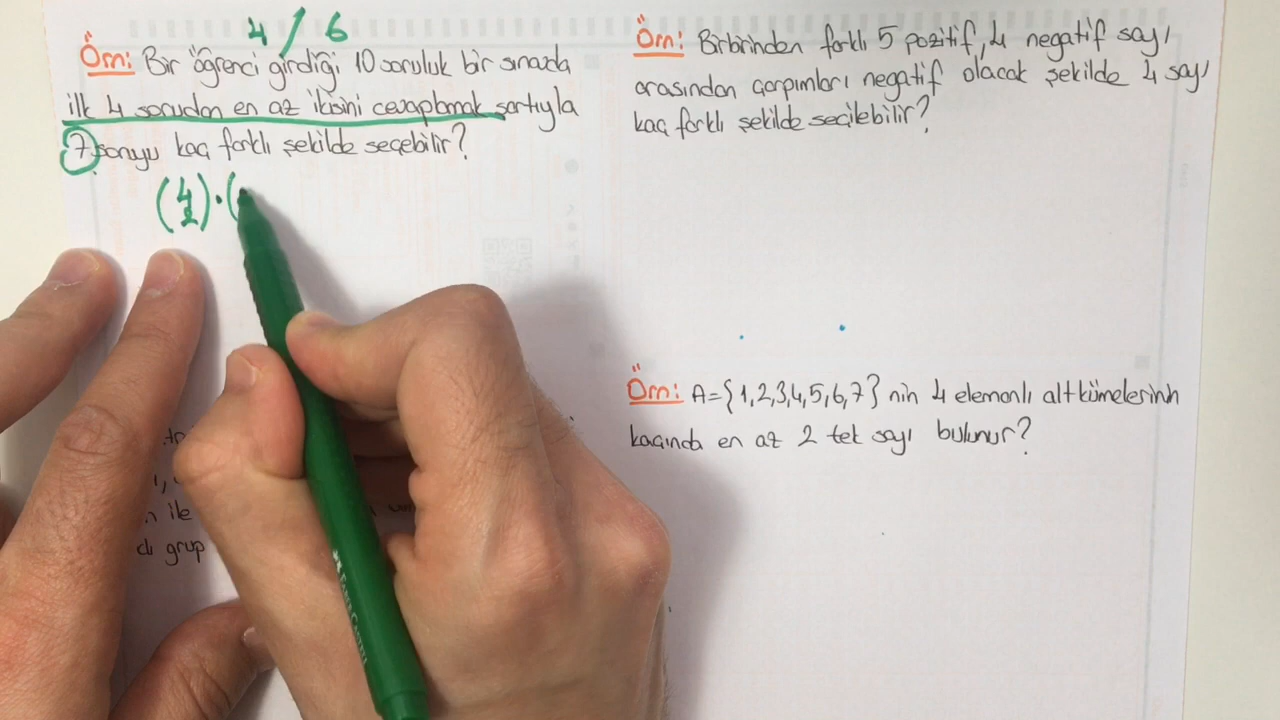 4 / 6
Örn: Bir öğrenci girdiği 10 soruluk bir sınavda
ilk 4 sorudan en az ikisini cevaplamak şartıyla
7 soruyu kaç farklı şekilde seçebilir?
(4 2) · (
ile
grup
Örn: Birbirinden farklı 5 pozitif, 4 negatif sayı
arasından çarpımları negatif olacak şekilde 4 sayı
kaç farklı şekilde seçilebilir?
Örn: A={1,2,3,4,5,6,7} nin 4 elemanlı alt kümelerinin
kaçında en az 2 tek sayı bulunur?